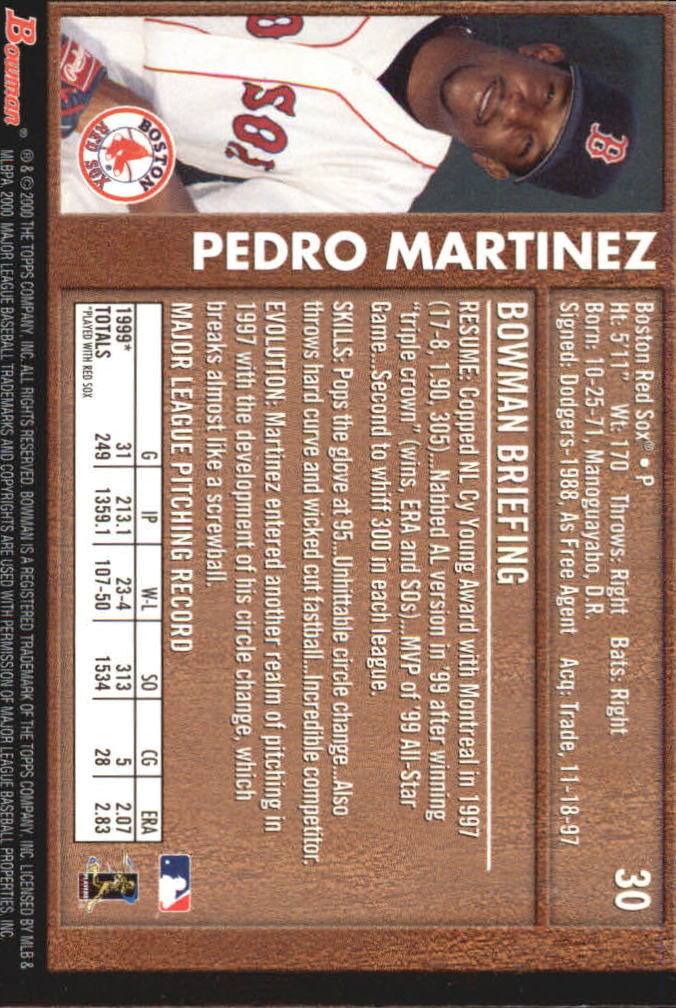 30
Boston Red Sox® • P
Ht: 5'11" Wt: 170 Throws: Right Bats: Right
Born: 10-25-71, Manoguayabo, D.R.
Signed: Dodgers-1988, As Free Agent Acq: Trade, 11-18-97
PEDRO MARTINEZ
BOWMAN BRIEFING
RESUME: Copped NL Cy Young Award with Montreal in 1997
(17-8, 1.90, 305)...Nabbed AL version in '99 after winning
"triple crown" (wins, ERA and SOs)...MVP of '99 All-Star
Game...Second to whiff 300 in each league.
SKILLS: Pops the glove at 95...Unhittable circle change...Also
throws hard curve and wicked cut fastball...Incredible competitor.
EVOLUTION: Martinez entered another realm of pitching in
1997 with the development of his circle change, which
breaks almost like a screwball.
MAJOR LEAGUE PITCHING RECORD
G IP W-L SO CG ERA
1999* 31 213.1 23-4 313 5 2.07
TOTALS 249 1359.1 107-50 1534 28 2.83
*PLAYED WITH RED SOX
B
SOX
BOSTON
RED SOX
Bowman®
® & © 2000 THE TOPPS COMPANY, INC. ALL RIGHTS RESERVED. BOWMAN IS A REGISTERED TRADEMARK OF THE TOPPS COMPANY, INC. LICENSED BY MLB &
MLBPA, 2000. MAJOR LEAGUE BASEBALL TRADEMARKS AND COPYRIGHTS ARE USED WITH PERMISSION OF MAJOR LEAGUE BASEBALL PROPERTIES, INC.